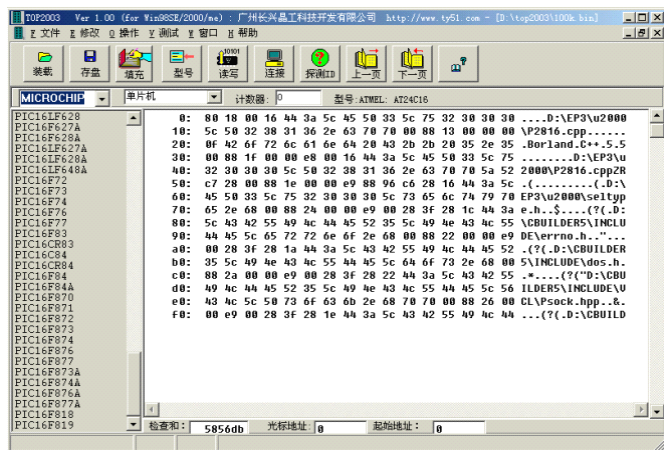 TOP2003 Ver 1.00 (for Win98SE/2000/me) : 广州长兴晶工科技开发有限公司 http://www.ty51.com - [D:\top2003\100k.bin]
F 文件 E 修改 O 操作 V 测试 W 窗口 H 帮助
装载 存盘 填充 型号 读写 连接 探测ID 上一页 下一页
MICROCHIP 单片机 计数器: 0 型号:ATMEL: AT24C16
PIC16LF628
PIC16F627A
PIC16F628A
PIC16LF627A
PIC16LF628A
PIC16LF648A
PIC16F72
PIC16F73
PIC16F74
PIC16F76
PIC16F77
PIC16F83
PIC16CR83
PIC16C84
PIC16CR84
PIC16F84
PIC16F84A
PIC16F870
PIC16F871
PIC16F872
PIC16F873
PIC16F874
PIC16F876
PIC16F877
PIC16F873A
PIC16F874A
PIC16F876A
PIC16F877A
PIC16F818
PIC16F819
0: 80 18 00 16 44 3a 5c 45 50 33 5c 75 32 30 30 30 ....D:\EP3\u2000
10: 5c 50 32 38 31 36 2e 63 70 70 00 88 13 00 00 00 \P2816.cpp......
20: 0f 42 6f 72 6c 61 6e 64 20 43 2b 2b 20 35 2e 35 .Borland.C++.5.5
30: 00 88 1f 00 00 e8 00 16 44 3a 5c 45 50 33 5c 75 ........D:\EP3\u
40: 32 30 30 30 5c 50 32 38 31 36 2e 63 70 70 5a 52 2000\P2816.cppZR
50: c7 28 00 88 1e 00 00 e9 88 96 c6 28 16 44 3a 5c .(.........(.D:\
60: 45 50 33 5c 75 32 30 30 30 5c 73 65 6c 74 79 70 EP3\u2000\seltyp
70: 65 2e 68 00 88 24 00 00 e9 00 28 3f 28 1c 44 3a e.h..$....(?(.D:
80: 5c 43 42 55 49 4c 44 45 52 35 5c 49 4e 43 4c 55 \CBUILDER5\INCLU
90: 44 45 5c 65 72 72 6e 6f 2e 68 00 88 22 00 00 e9 DE\errno.h.."...
a0: 00 28 3f 28 1a 44 3a 5c 43 42 55 49 4c 44 45 52 .(?(.D:\CBUILDER
b0: 35 5c 49 4e 43 4c 55 44 45 5c 64 6f 73 2e 68 00 5\INCLUDE\dos.h.
c0: 88 2a 00 00 e9 00 28 3f 28 22 44 3a 5c 43 42 55 .*....(?("D:\CBU
d0: 49 4c 44 45 52 35 5c 49 4e 43 4c 55 44 45 5c 56 ILDER5\INCLUDE\V
e0: 43 4c 5c 50 73 6f 63 6b 2e 68 70 70 00 88 26 00 CL\Psock.hpp..&.
f0: 00 e9 00 28 3f 28 1e 44 3a 5c 43 42 55 49 4c 44 ...(?(.D:\CBUILD
检查和: 5856db 光标地址: 0 起始地址: 0